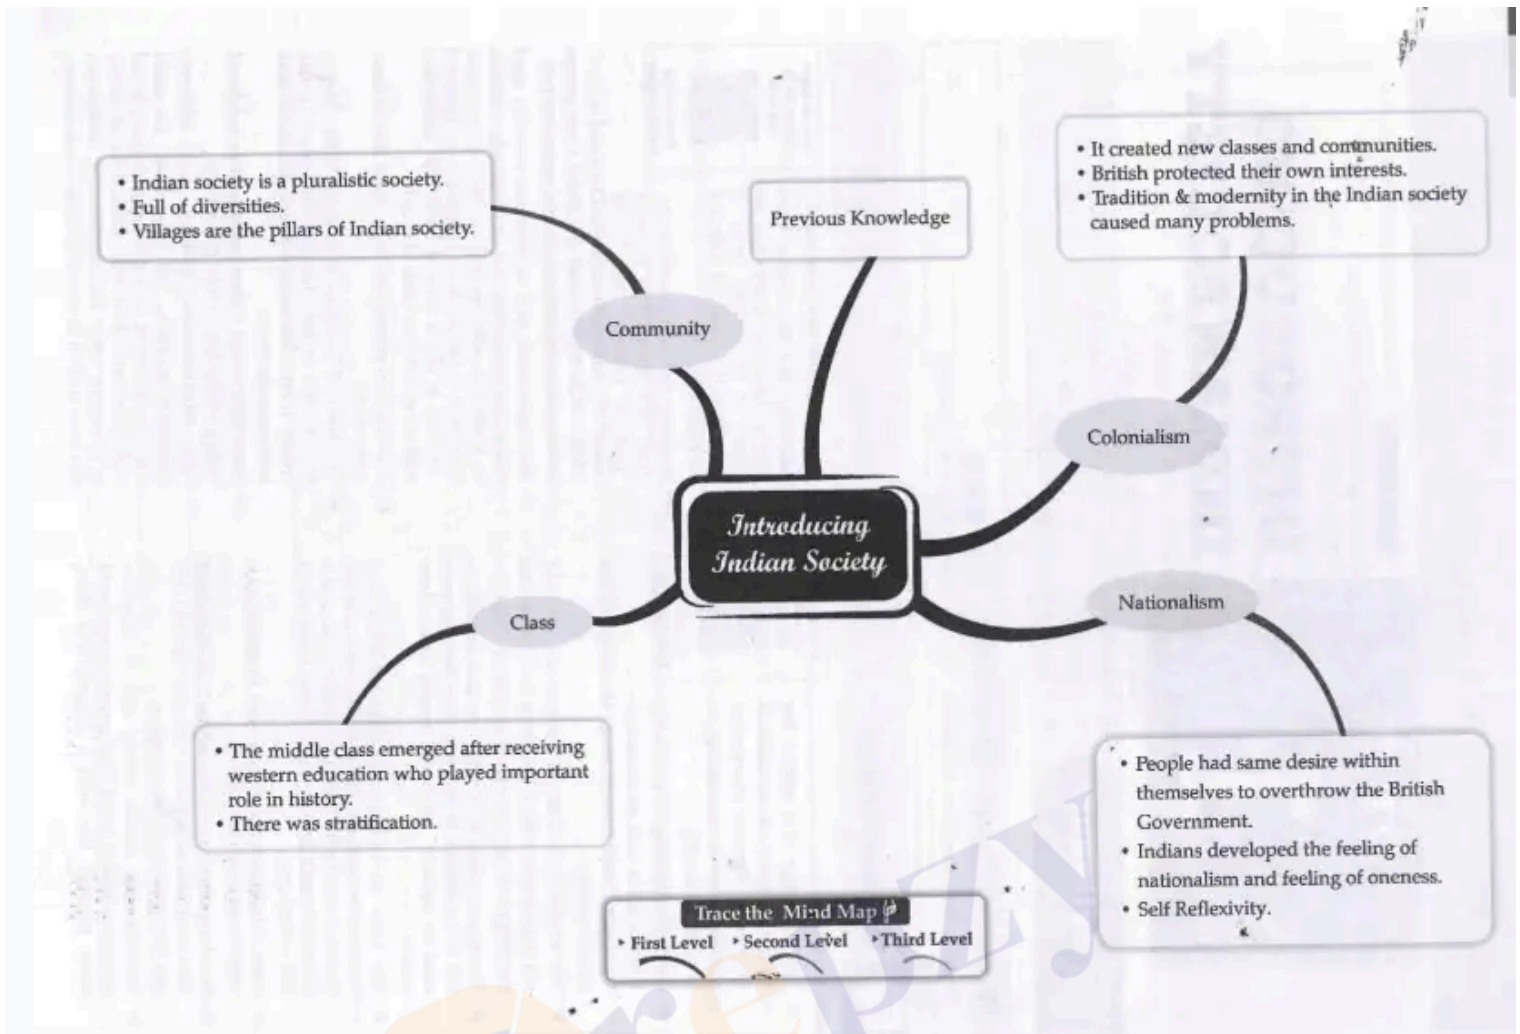 • Indian society is a pluralistic society.
• Full of diversities.
• Villages are the pillars of Indian society.
Previous Knowledge
• It created new classes and communities.
• British protected their own interests.
• Tradition & modernity in the Indian society
caused many problems.
Community
Colonialism
Introducing
Indian Society
Nationalism
Class
• The middle class emerged after receiving
western education who played important
role in history.
• There was stratification.
• People had same desire within
themselves to overthrow the British
Government.
• Indians developed the feeling of
nationalism and feeling of oneness.
• Self Reflexivity.
Trace the Mind Map
‣ First Level ‣ Second Level ‣ Third Level